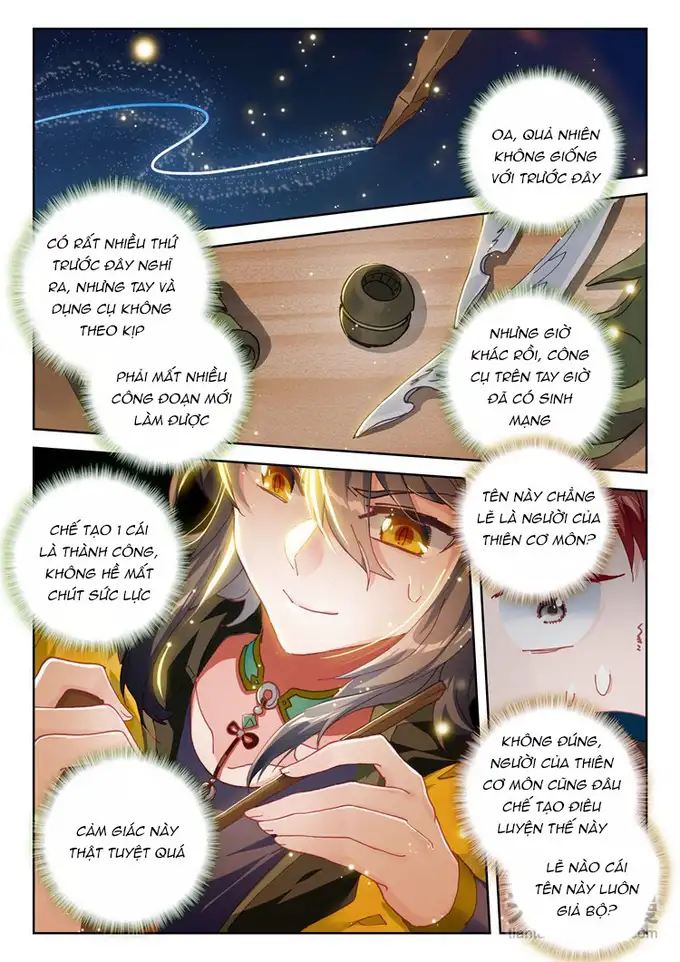 OA, QUẢ NHIÊN
KHÔNG GIỐNG
VỚI TRƯỚC ĐÂY
CÓ RẤT NHIỀU THỨ
TRƯỚC ĐÂY NGHĨ
RA, NHƯNG TAY VÀ
DỤNG CỤ KHÔNG
THEO KỊP
PHẢI MẤT NHIỀU
CÔNG ĐOẠN MỚI
LÀM ĐƯỢC
NHƯNG GIỜ
KHÁC RỒI, CÔNG
CỤ TRÊN TAY GIỜ
ĐÃ CÓ SINH
MẠNG
CHẾ TẠO 1 CÁI
LÀ THÀNH CÔNG,
KHÔNG HỀ MẤT
CHÚT SỨC LỰC
CẢM GIÁC NÀY
THẬT TUYỆT QUÁ
TÊN NÀY CHẲNG
LẼ LÀ NGƯỜI CỦA
THIÊN CƠ MÔN?
KHÔNG ĐÚNG,
NGƯỜI CỦA THIÊN
CƠ MÔN CŨNG ĐÂU
CHẾ TẠO ĐIÊU
LUYỆN THẾ NÀY
LẼ NÀO CÁI
TÊN NÀY LUÔN
GIẢ BỘ?